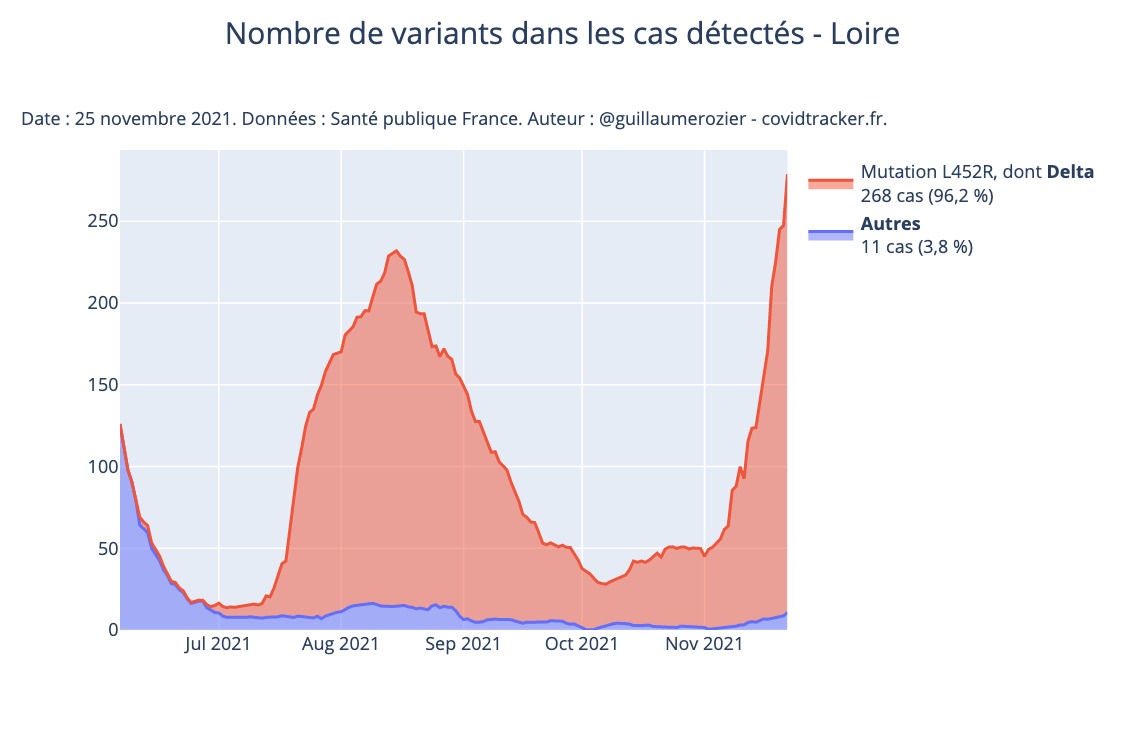 Nombre de variants dans les cas détectés - Loire
Date : 25 novembre 2021. Données : Santé publique France. Auteur : @guillaumerozier - covidtracker.fr.
Mutation L452R, dont Delta
268 cas (96,2 %)
Autres
11 cas (3,8 %)
250
200
150
100
50
0
Jul 2021 Aug 2021 Sep 2021 Oct 2021 Nov 2021